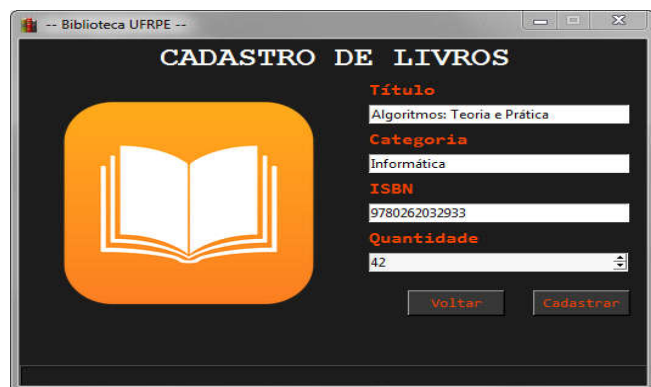 -- Biblioteca UFRPE --
CADASTRO DE LIVROS
Título
Algoritmos: Teoria e Prática
Categoria
Informática
ISBN
9780262032933
Quantidade
42
Voltar Cadastrar